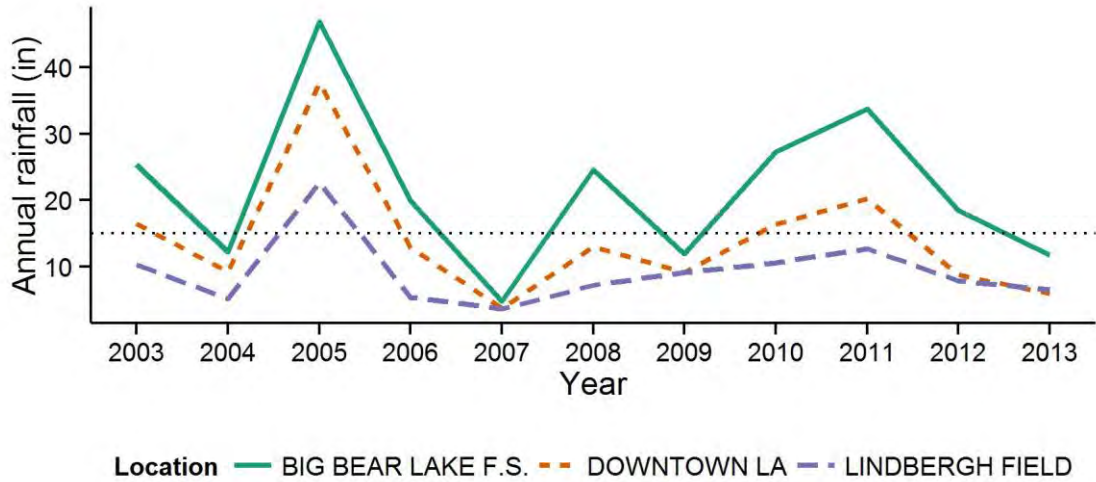 Annual rainfall (in)
40
30
20
10
2003 2004 2005 2006 2007 2008 2009 2010 2011 2012 2013
Year
Location BIG BEAR LAKE F.S. DOWNTOWN LA LINDBERGH FIELD